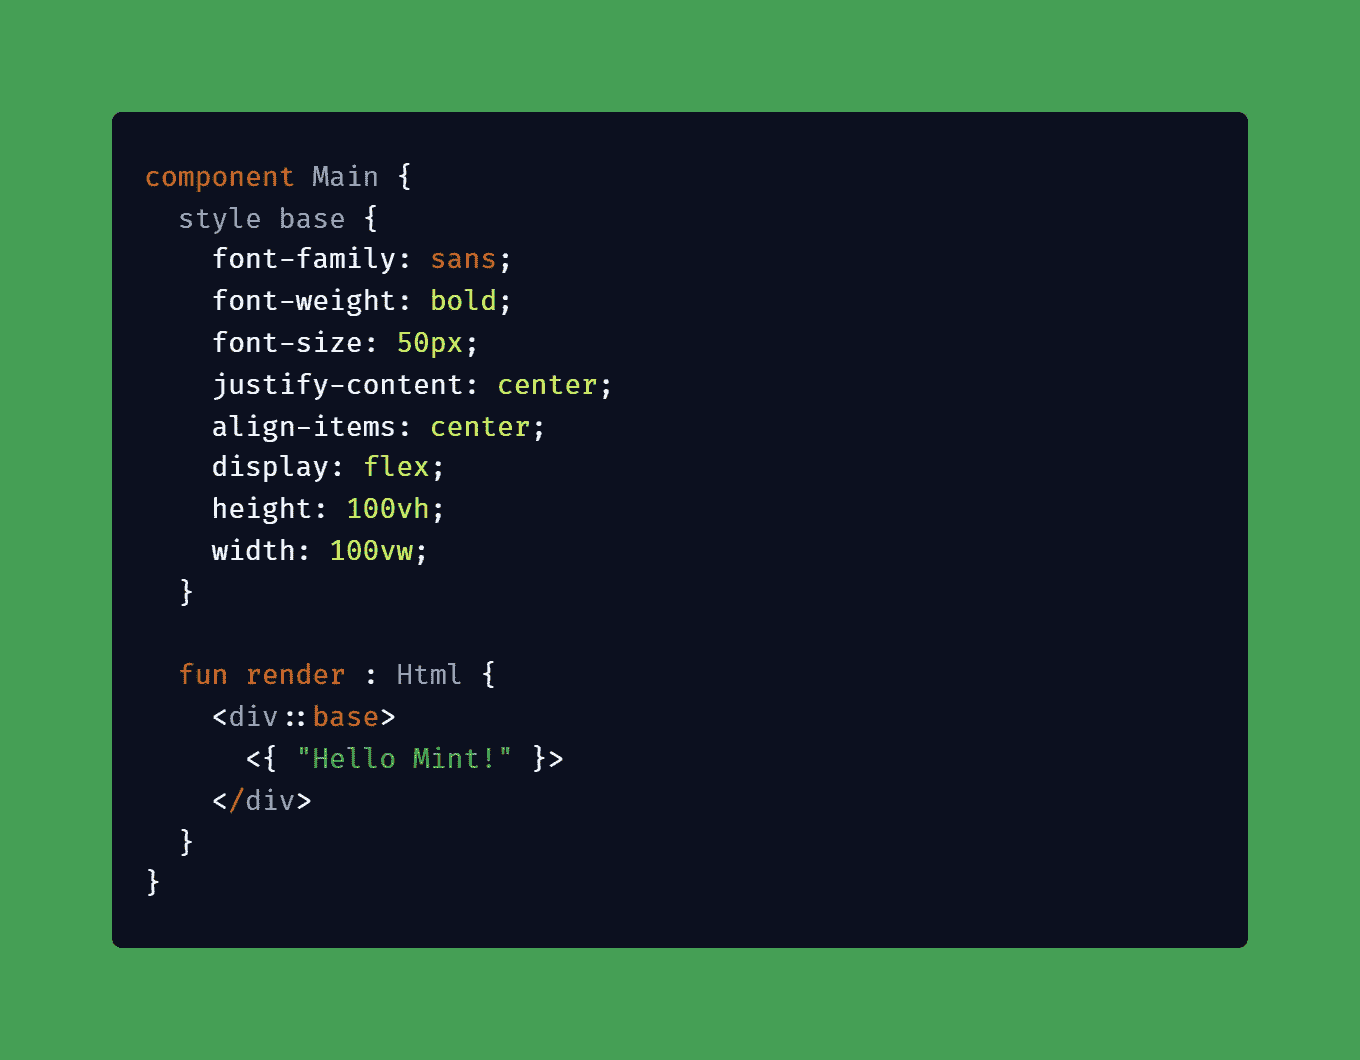 component Main {
  style base {
    font-family: sans;
    font-weight: bold;
    font-size: 50px;
    justify-content: center;
    align-items: center;
    display: flex;
    height: 100vh;
    width: 100vw;
  }

  fun render : Html {
    <div::base>
      <{ "Hello Mint!" }>
    </div>
  }
}